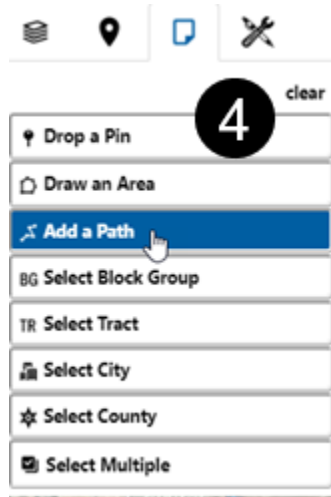 clear
4
Drop a Pin
Draw an Area
Add a Path
BG Select Block Group
TR Select Tract
Select City
Select County
Select Multiple